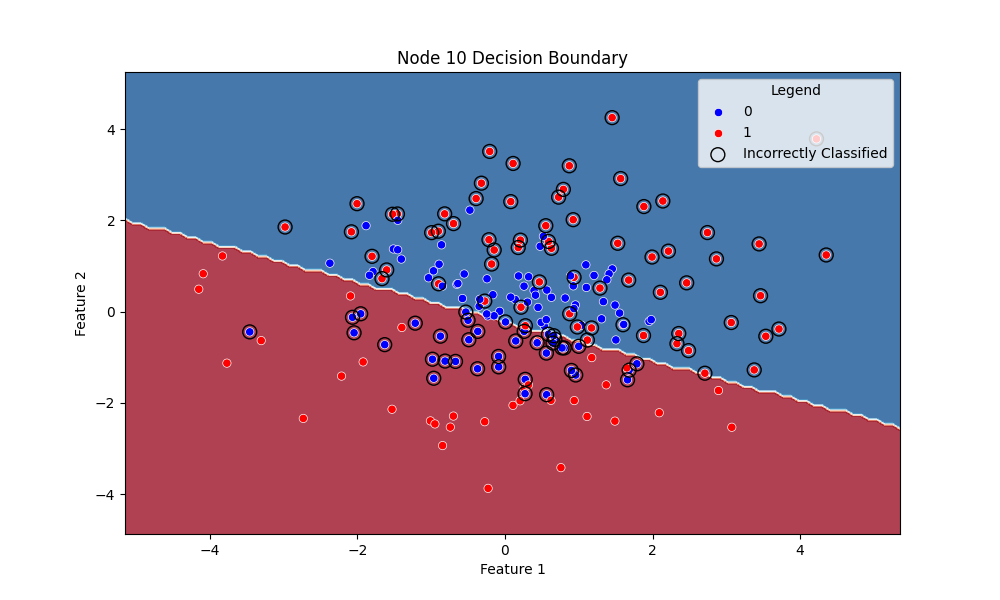 Node 10 Decision Boundary
Legend
0
1
Incorrectly Classified
4
2
0
−2
−4
Feature 2
−4
−2
0
2
4
Feature 1